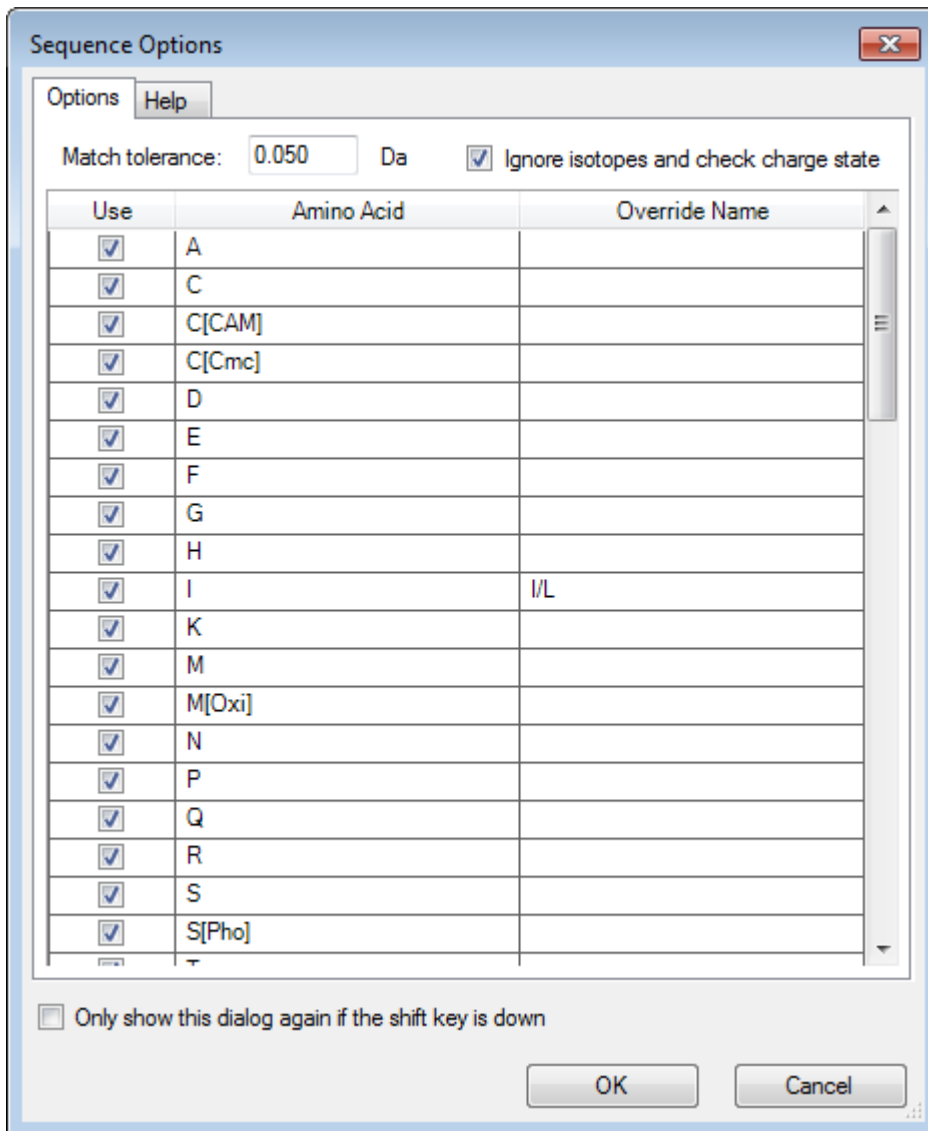 Sequence Options
Options Help
Match tolerance: 0.050 Da Ignore isotopes and check charge state
Use Amino Acid Override Name
A
C
C[CAM]
C[Cmc]
D
E
F
G
H
I I/L
K
M
M[Oxi]
N
P
Q
R
S
S[Pho]
Only show this dialog again if the shift key is down
OK Cancel